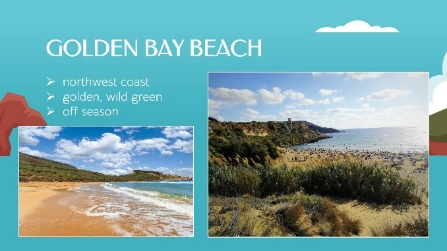 GOLDEN BAY BEACH
➢ northwest coast
➢ golden, wild green
➢ off season